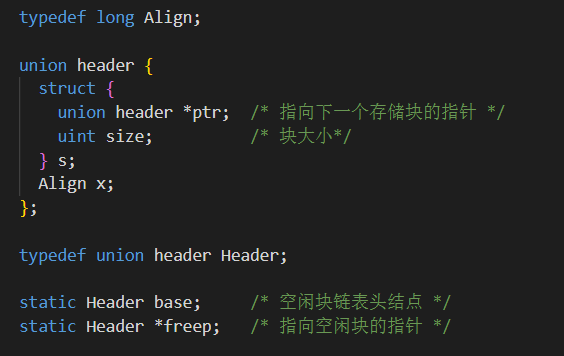 typedef long Align;
union header {
  struct {
    union header *ptr;  /* 指向下一个存储块的指针 */
    uint size;          /* 块大小*/
  } s;
  Align x;
};
typedef union header Header;
static Header base;     /* 空闲块链表头结点 */
static Header *freep;   /* 指向空闲块的指针 */